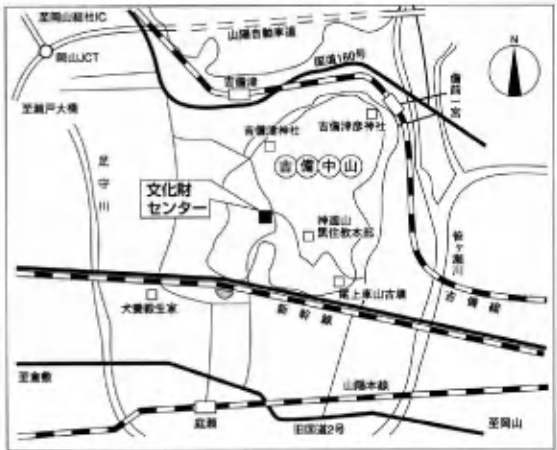 至岡山総社IC
山陽自動車道
岡山JCT
国道180号
N
吉備津
備前一宮
至瀬戸大橋
吉備津神社
吉備津彦神社
吉備中山
足守川
文化財
センター
神道山
黒住教本部
笹ヶ瀬川
尾上車山古墳
吉備線
犬養毅生家
新幹線
至倉敷
山陽本線
庭瀬
旧国道2号
至岡山